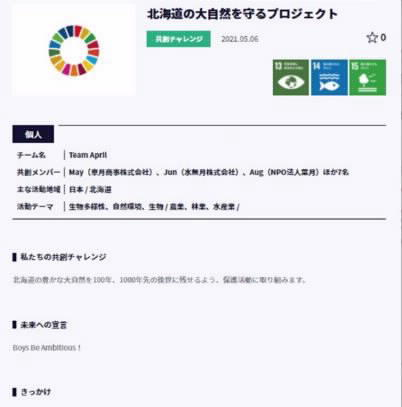 北海道の大自然を守るプロジェクト
共創チャレンジ 2021.05.06 ☆ 0
13 14 15
個人
チーム名 | Team April
共創メンバー | May（皐月商事株式会社）、Jun（水無月株式会社）、Aug（NPO法人葉月）ほか7名
主な活動地域 | 日本 / 北海道
活動テーマ | 生物多様性、自然環境、生物 / 農業、林業、水産業 /
私たちの共創チャレンジ
北海道の豊かな大自然を100年、1000年先の後世に残せるよう、保護活動に取り組みます。
未来への宣言
Boys Be Ambitious！
きっかけ